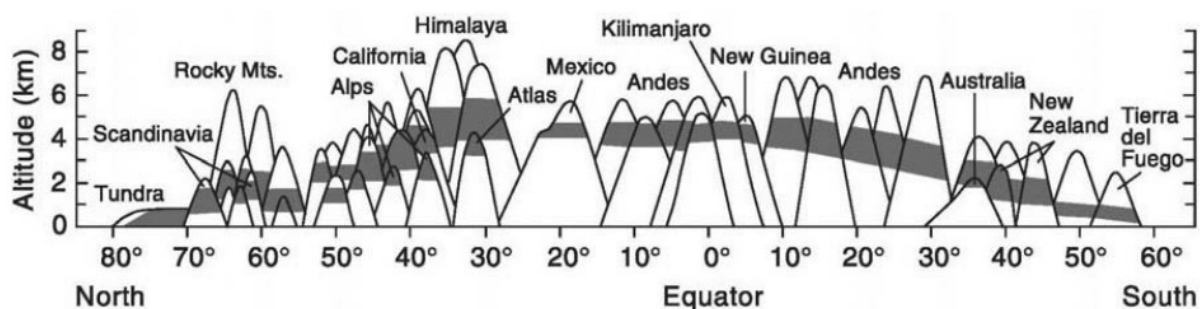 Altitude (km)
8
6
4
2
0
Tundra
Scandinavia
Rocky Mts.
Alps
California
Himalaya
Atlas
Mexico
Andes
Kilimanjaro
New Guinea
Andes
Australia
New
Zealand
Tierra
del
Fuego
80° 70° 60° 50° 40° 30° 20° 10° 0° 10° 20° 30° 40° 50° 60°
North Equator South